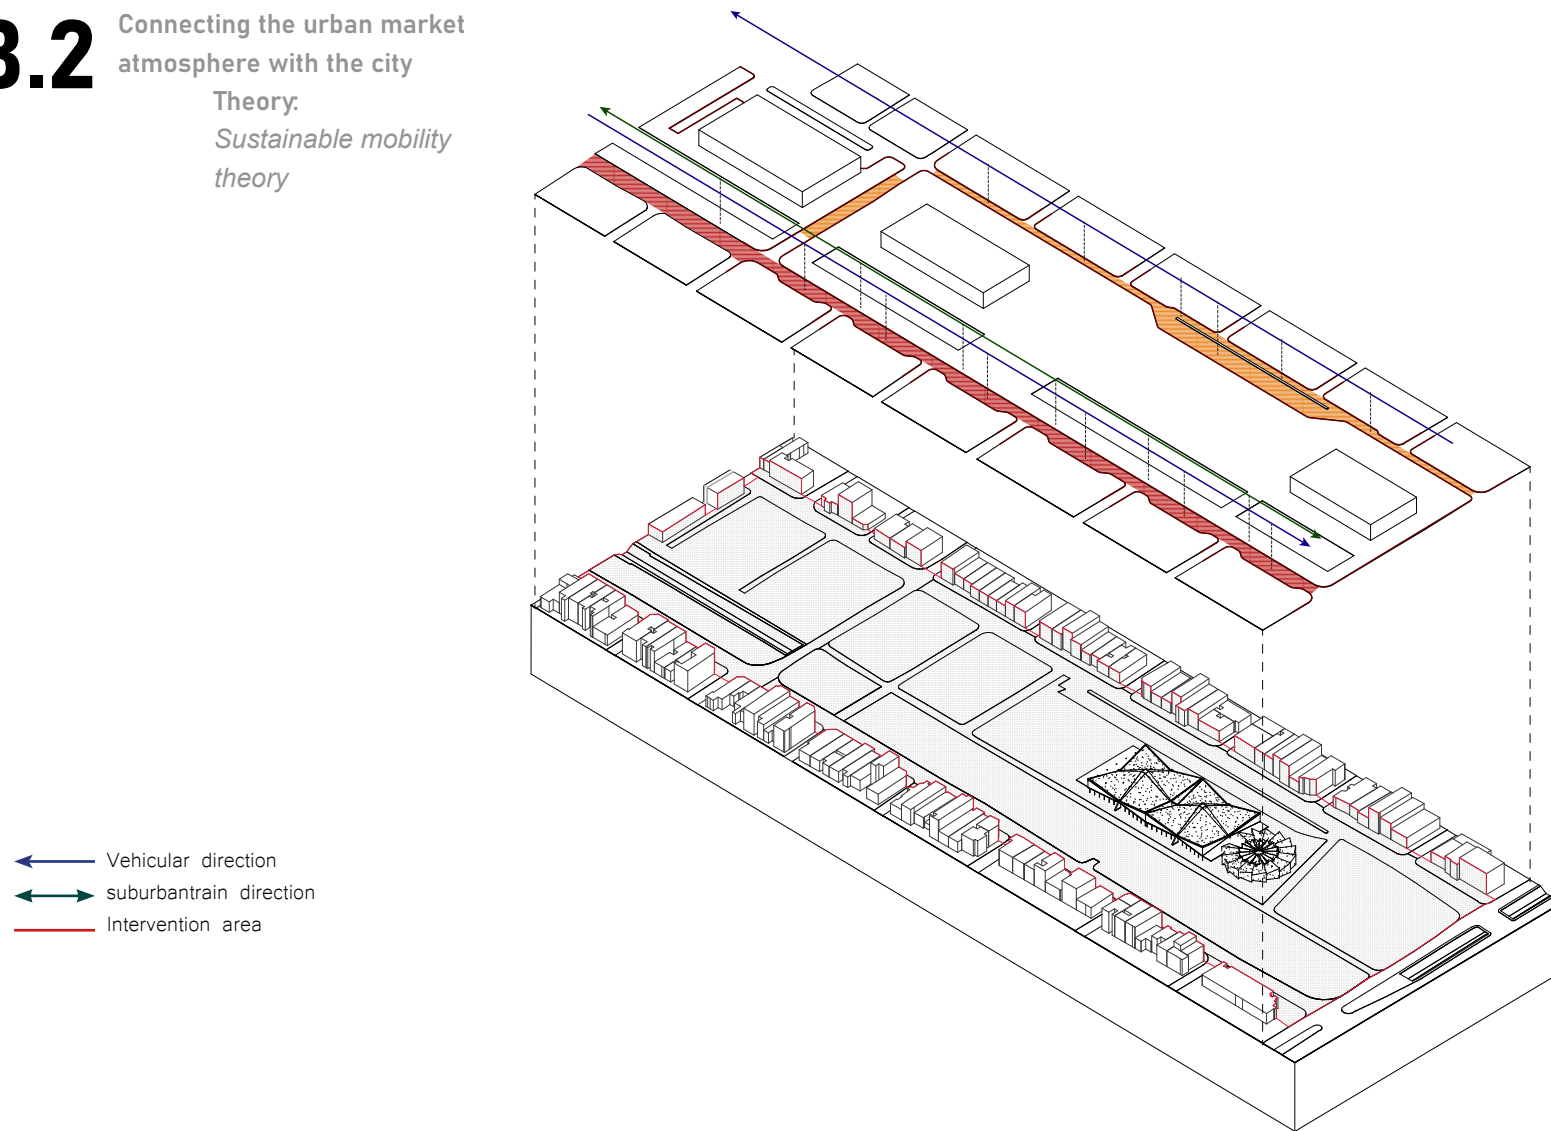 3.2
Connecting the urban market
atmosphere with the city
Theory:
Sustainable mobility
theory
Vehicular direction
suburbantrain direction
Intervention area